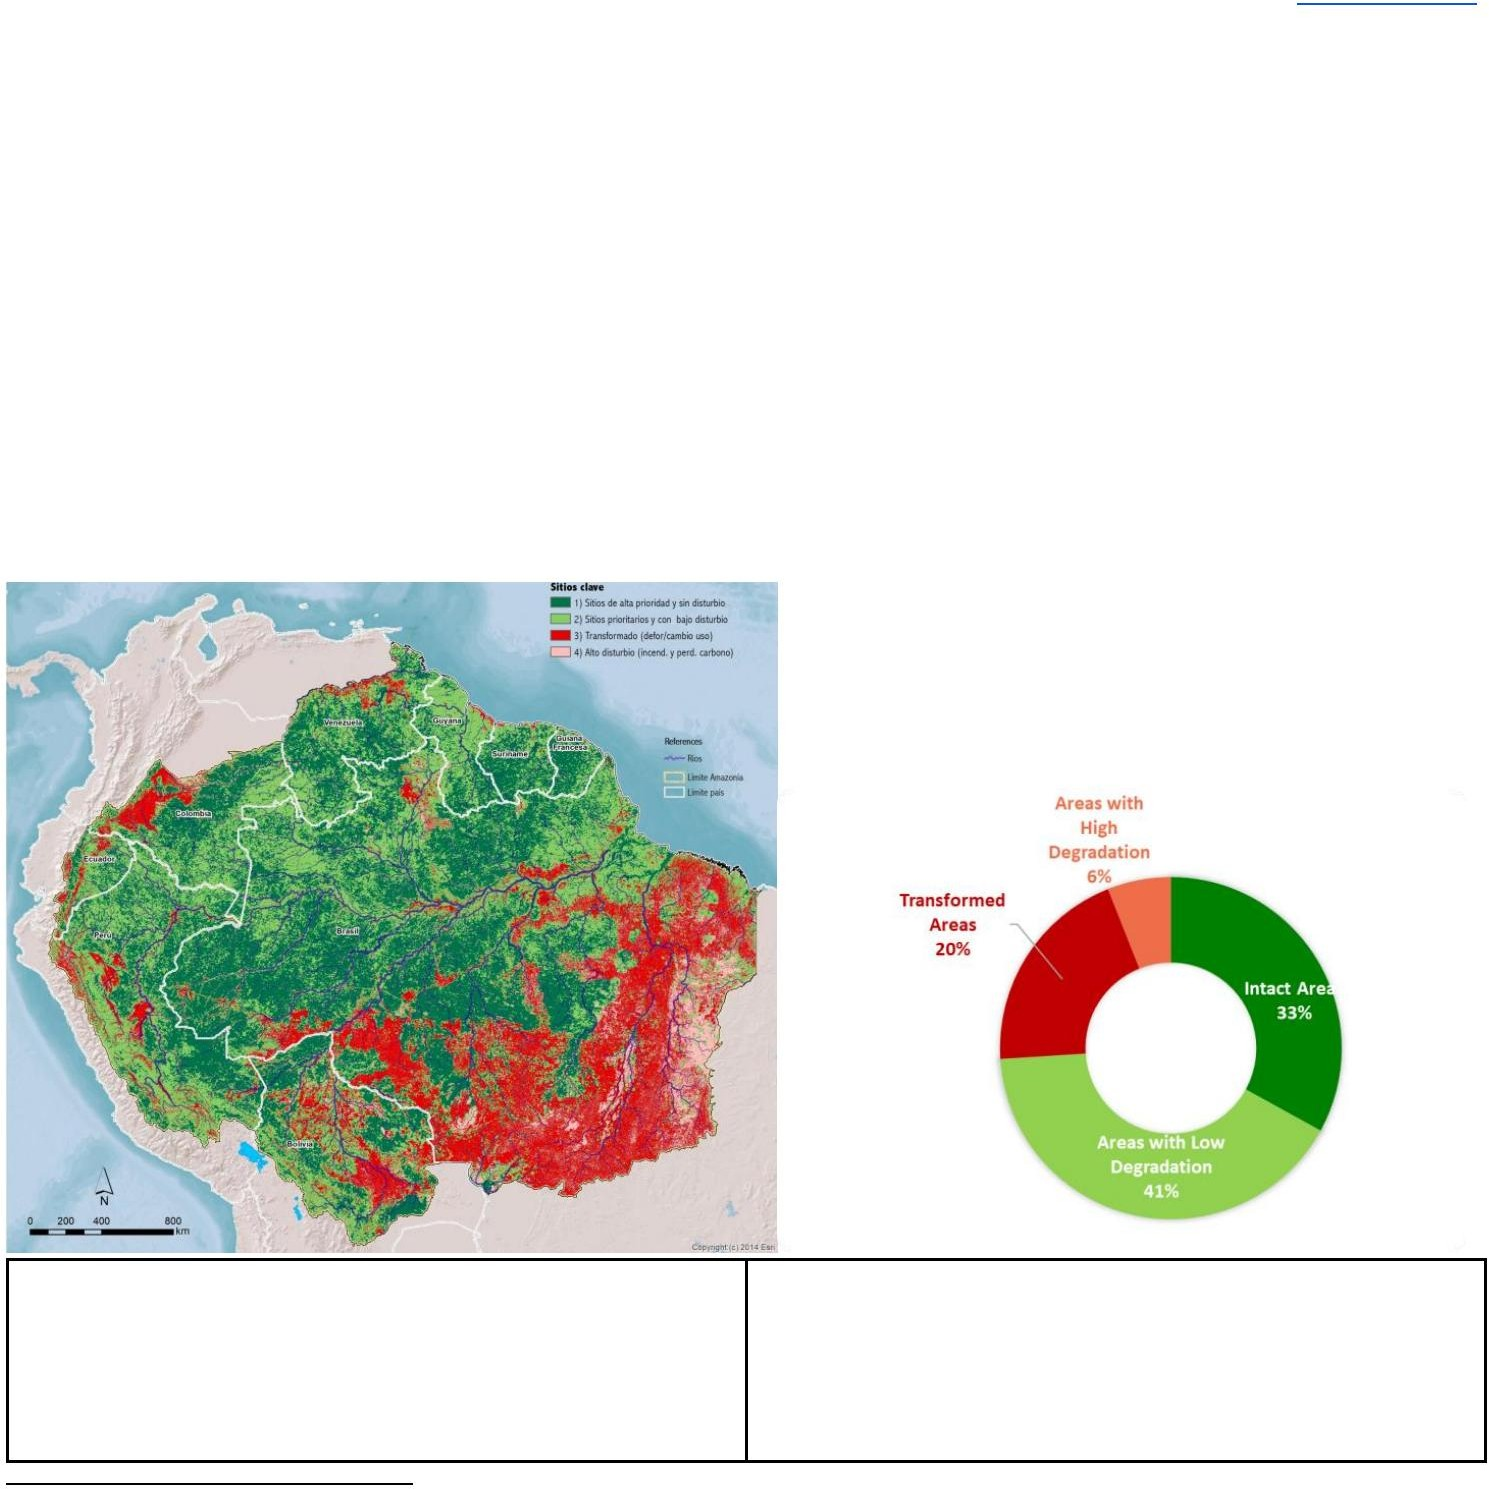 Sitios clave
1) Sitios de alta prioridad y sin disturbio
2) Sitios prioritarios y con bajo disturbio
3) Transformado (defor/cambio uso)
4) Alto disturbio (incend. y perd. carbono)
Venezuela
Guyana
Suriname
Guiana
Francesa
References
Ríos
Límite Amazonía
Límite país
Colombia
Ecuador
Perú
Brasil
Bolivia
N
0 200 400 800
km
Copyright (c) 2014 Esri
Areas with
High
Degradation
6%
Transformed
Areas
20%
Intact Area
33%
Areas with Low
Degradation
41%